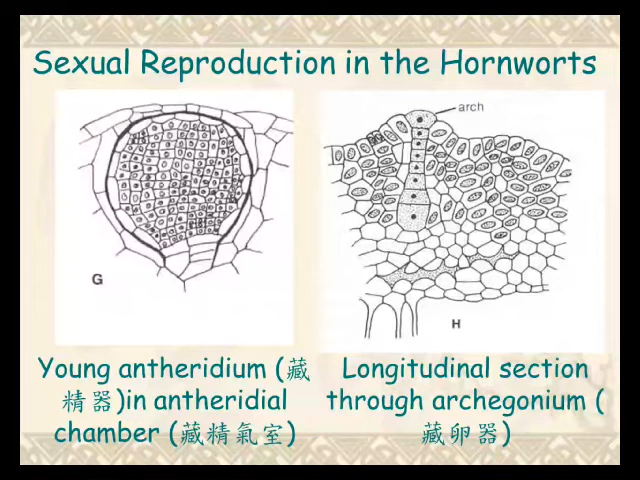 Sexual Reproduction in the Hornworts
arch
G
H
Young antheridium (藏
精器)in antheridial
chamber (藏精氣室)
Longitudinal section
through archegonium (
藏卵器)